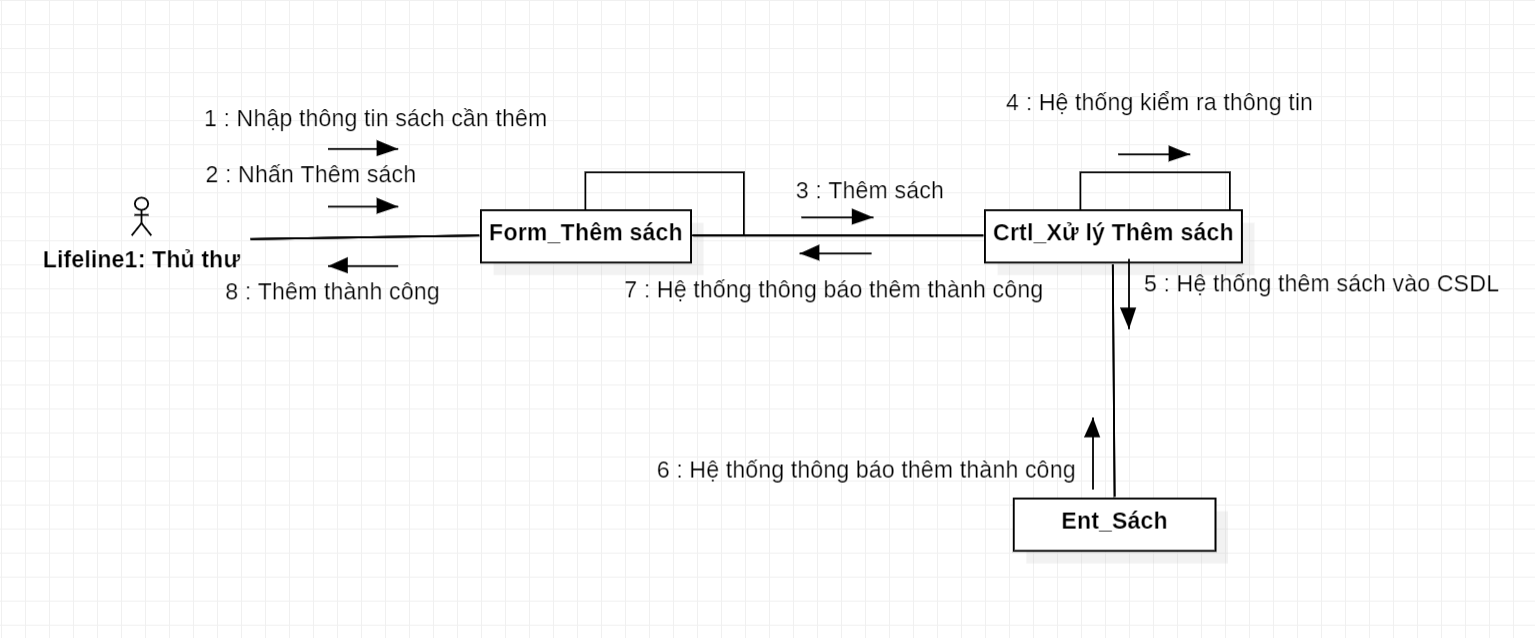 4 : Hệ thống kiểm ra thông tin
1 : Nhập thông tin sách cần thêm
2 : Nhấn Thêm sách
3 : Thêm sách
Form_Thêm sách
Crtl_Xử lý Thêm sách
Lifeline1: Thủ thư
8 : Thêm thành công
7 : Hệ thống thông báo thêm thành công
5 : Hệ thống thêm sách vào CSDL
6 : Hệ thống thông báo thêm thành công
Ent_Sách